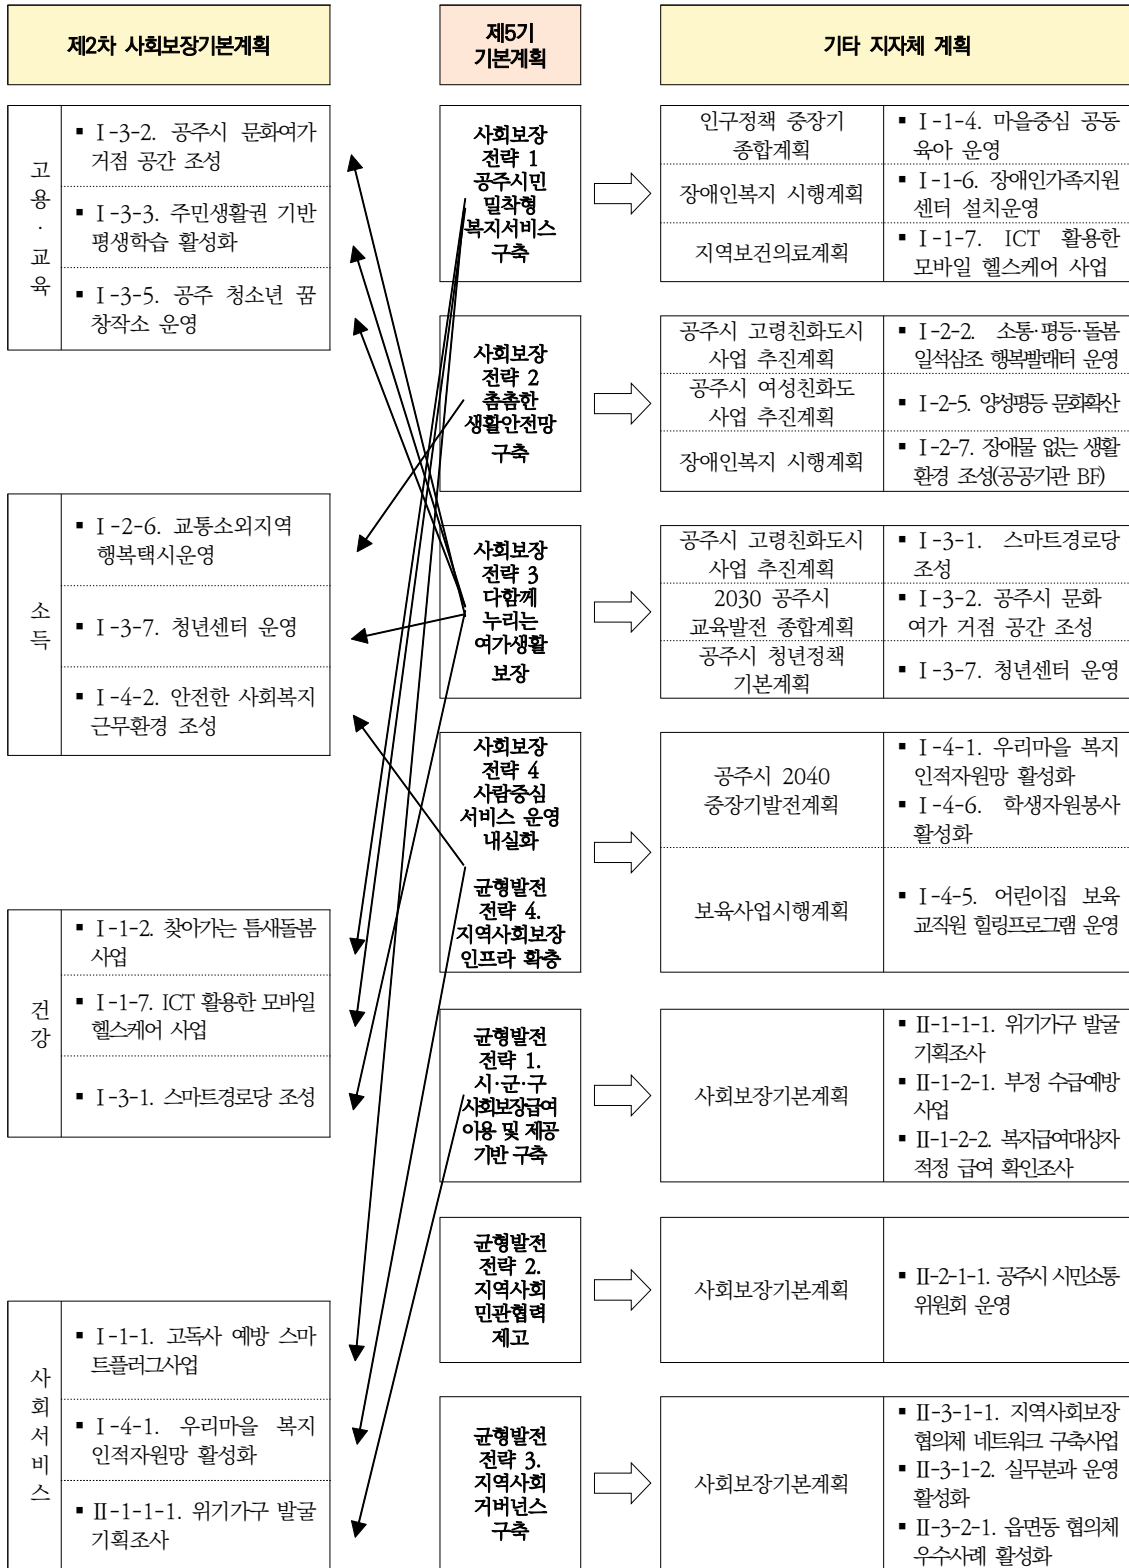 제2차 사회보장기본계획
제5기
기본계획
기타 지자체 계획
고용·교육
▪ Ⅰ-3-2. 공주시 문화여가
거점 공간 조성
▪ Ⅰ-3-3. 주민생활권 기반
평생학습 활성화
▪ Ⅰ-3-5. 공주 청소년 꿈
창작소 운영
소득
▪ Ⅰ-2-6. 교통소외지역
행복택시운영
▪ Ⅰ-3-7. 청년센터 운영
▪ Ⅰ-4-2. 안전한 사회복지
근무환경 조성
건강
▪ Ⅰ-1-2. 찾아가는 틈새돌봄
사업
▪ Ⅰ-1-7. ICT 활용한 모바일
헬스케어 사업
▪ Ⅰ-3-1. 스마트경로당 조성
사회서비스
▪ Ⅰ-1-1. 고독사 예방 스마
트플러그사업
▪ Ⅰ-4-1. 우리마을 복지
인적자원망 활성화
▪ Ⅱ-1-1-1. 위기가구 발굴
기획조사
사회보장
전략 1
공주시민
밀착형
복지서비스
구축
인구정책 중장기
종합계획
▪ Ⅰ-1-4. 마을중심 공동
육아 운영
장애인복지 시행계획
▪ Ⅰ-1-6. 장애인가족지원
센터 설치운영
지역보건의료계획
▪ Ⅰ-1-7. ICT 활용한
모바일 헬스케어 사업
사회보장
전략 2
촘촘한
생활안전망
구축
공주시 고령친화도시
사업 추진계획
▪ Ⅰ-2-2. 소통·평등·돌봄
일석삼조 행복빨래터 운영
공주시 여성친화도
사업 추진계획
▪ Ⅰ-2-5. 양성평등 문화확산
장애인복지 시행계획
▪ Ⅰ-2-7. 장애물 없는 생활
환경 조성(공공기관 BF)
사회보장
전략 3
다함께
누리는
여가생활
보장
공주시 고령친화도시
사업 추진계획
▪ Ⅰ-3-1. 스마트경로당
조성
2030 공주시
교육발전 종합계획
▪ Ⅰ-3-2. 공주시 문화
여가 거점 공간 조성
공주시 청년정책
기본계획
▪ Ⅰ-3-7. 청년센터 운영
사회보장
전략 4
사람중심
서비스 운영
내실화
균형발전
전략 4.
지역사회보장
인프라 확충
공주시 2040
중장기발전계획
▪ Ⅰ-4-1. 우리마을 복지
인적자원망 활성화
▪ Ⅰ-4-6. 학생자원봉사
활성화
보육사업시행계획
▪ Ⅰ-4-5. 어린이집 보육
교직원 힐링프로그램 운영
균형발전
전략 1.
시·군·구
사회보장급여
이용 및 제공
기반 구축
사회보장기본계획
▪ Ⅱ-1-1-1. 위기가구 발굴
기획조사
▪ Ⅱ-1-2-1. 부정 수급예방
사업
▪ Ⅱ-1-2-2. 복지급여대상자
적정 급여 확인조사
균형발전
전략 2.
지역사회
민관협력
제고
사회보장기본계획
▪ Ⅱ-2-1-1. 공주시 시민소통
위원회 운영
균형발전
전략 3.
지역사회
거버넌스
구축
사회보장기본계획
▪ Ⅱ-3-1-1. 지역사회보장
협의체 네트워크 구축사업
▪ Ⅱ-3-1-2. 실무분과 운영
활성화
▪ Ⅱ-3-2-1. 읍면동 협의체
우수사례 활성화